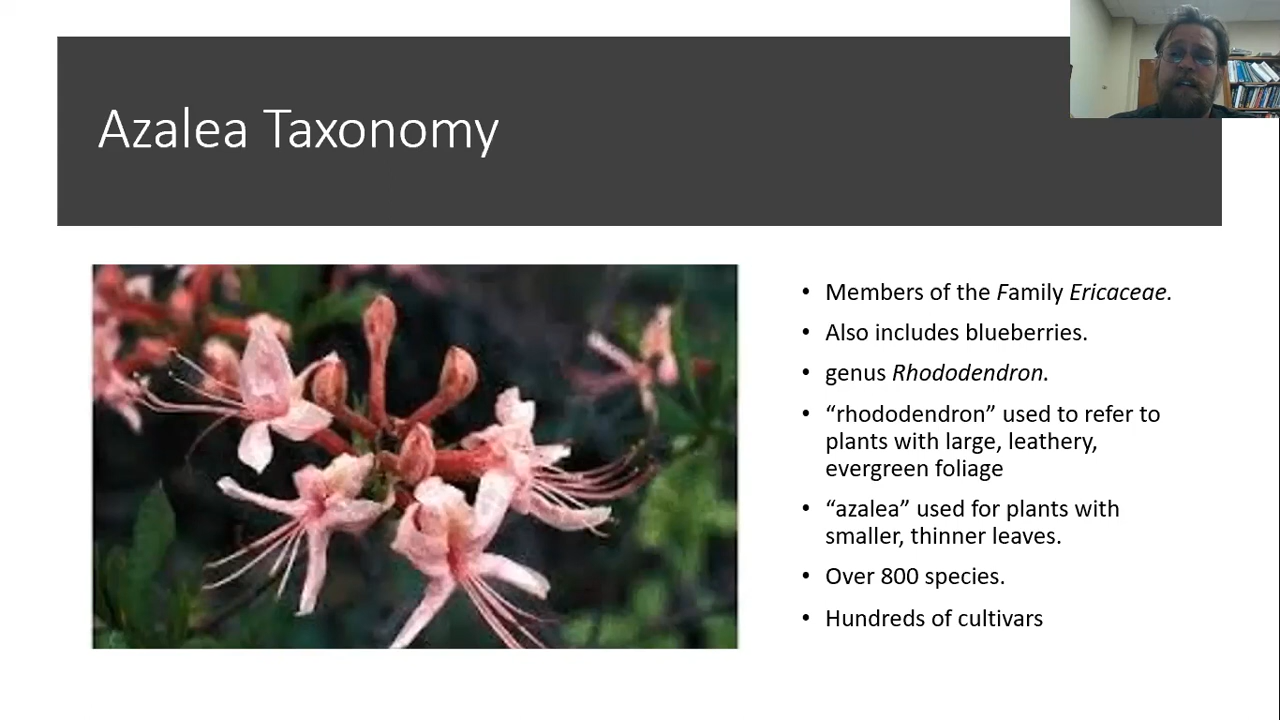 Azalea Taxonomy
• Members of the Family Ericaceae.
• Also includes blueberries.
• genus Rhododendron.
• “rhododendron” used to refer to
plants with large, leathery,
evergreen foliage
• “azalea” used for plants with
smaller, thinner leaves.
• Over 800 species.
• Hundreds of cultivars